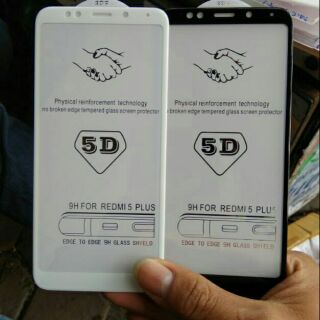 Physical reinforcement technology
no broken edge tempered glass screen protector
5D
9H FOR REDMI 5 PLUS
EDGE TO EDGE 9H GLASS SHIELD
Physical reinforcement technology
no broken edge tempered glass screen protector
5D
9H FOR REDMI 5 PLUS
EDGE TO EDGE 9H GLASS SHIELD